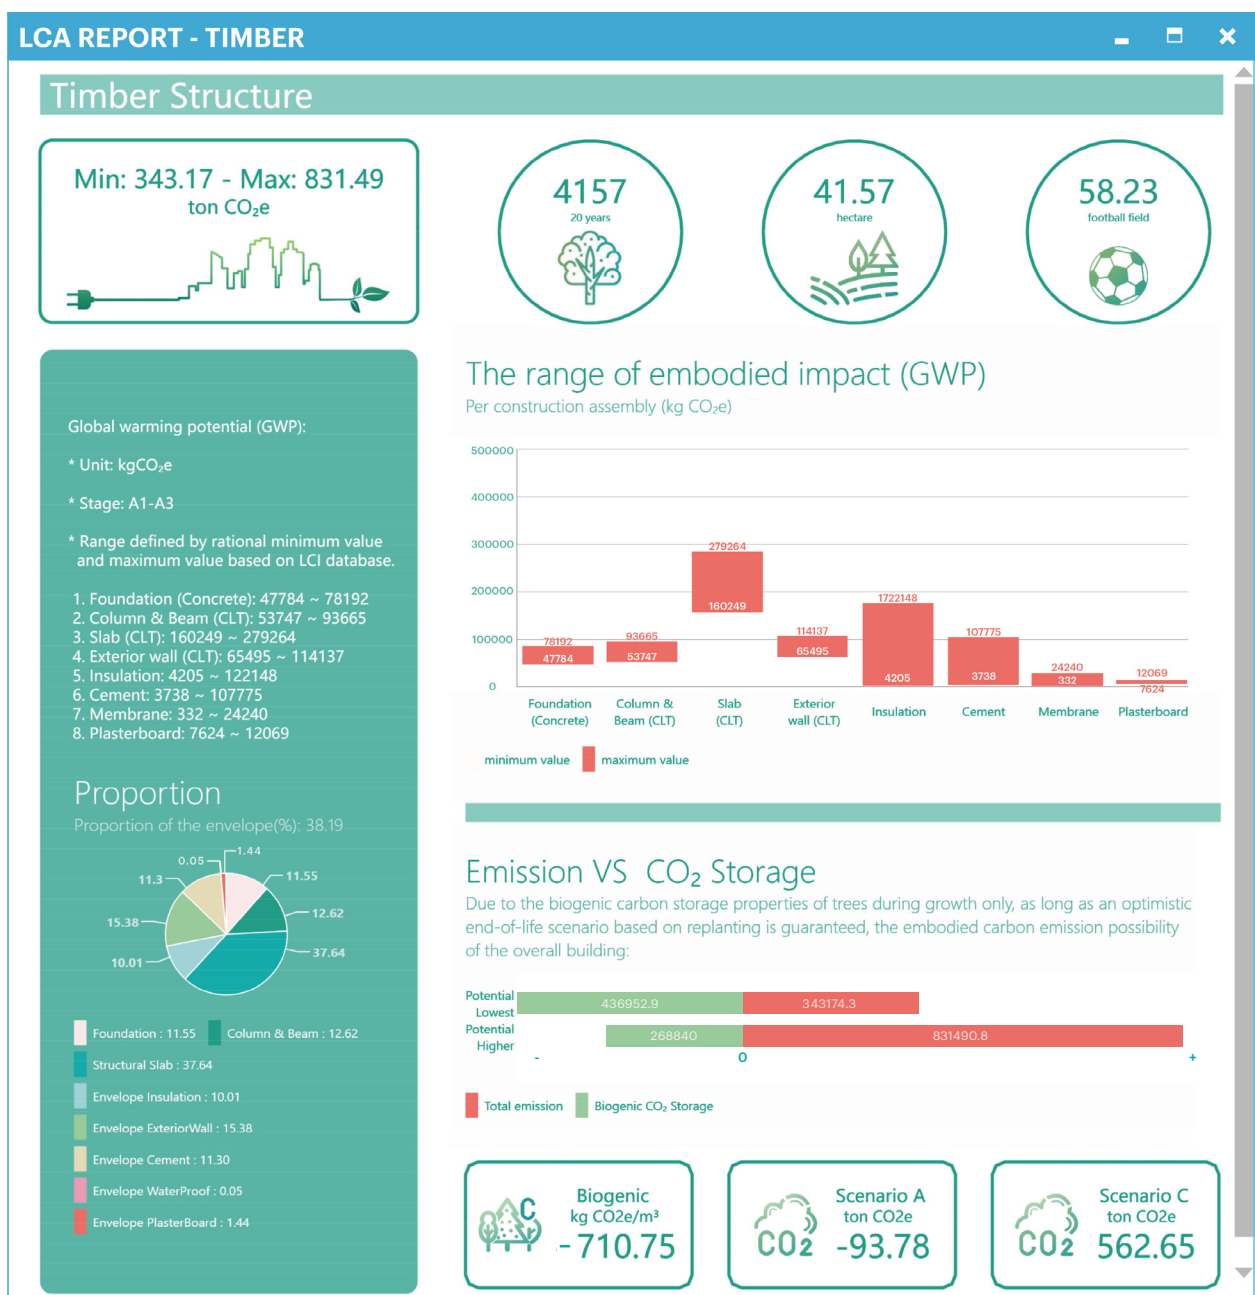 LCA REPORT - TIMBER
Timber Structure
Min: 343.17 - Max: 831.49
ton CO₂e
4157
20 years
41.57
hectare
58.23
football field
Global warming potential (GWP):
* Unit: kgCO₂e
* Stage: A1-A3
* Range defined by rational minimum value
and maximum value based on LCI database.
1. Foundation (Concrete): 47784 ~ 78192
2. Column & Beam (CLT): 53747 ~ 93665
3. Slab (CLT): 160249 ~ 279264
4. Exterior wall (CLT): 65495 ~ 114137
5. Insulation: 4205 ~ 122148
6. Cement: 3738 ~ 107775
7. Membrane: 332 ~ 24240
8. Plasterboard: 7624 ~ 12069
Proportion
Proportion of the envelope(%): 38.19
1.44
0.05
11.3
11.55
15.38
12.62
10.01
37.64
Foundation : 11.55 Column & Beam : 12.62
Structural Slab : 37.64
Envelope Insulation : 10.01
Envelope ExteriorWall : 15.38
Envelope Cement : 11.30
Envelope WaterProof : 0.05
Envelope PlasterBoard : 1.44
The range of embodied impact (GWP)
Per construction assembly (kg CO₂e)
500000
400000
300000
200000
100000
0
78192
47784
93665
53747
279264
160249
114137
65495
1722148
4205
107775
3738
24240
332
12069
7624
Foundation
(Concrete)
Column &
Beam (CLT)
Slab
(CLT)
Exterior
wall (CLT)
Insulation
Cement
Membrane
Plasterboard
minimum value maximum value
Emission VS CO₂ Storage
Due to the biogenic carbon storage properties of trees during growth only, as long as an optimistic
end-of-life scenario based on replanting is guaranteed, the embodied carbon emission possibility
of the overall building:
Potential
Lowest
436952.9 343174.3
Potential
Higher
268840 831490.8
- 0 +
Total emission Biogenic CO₂ Storage
C
Biogenic
kg CO2e/m³
-710.75
CO2
Scenario A
ton CO2e
-93.78
CO2
Scenario C
ton CO2e
562.65